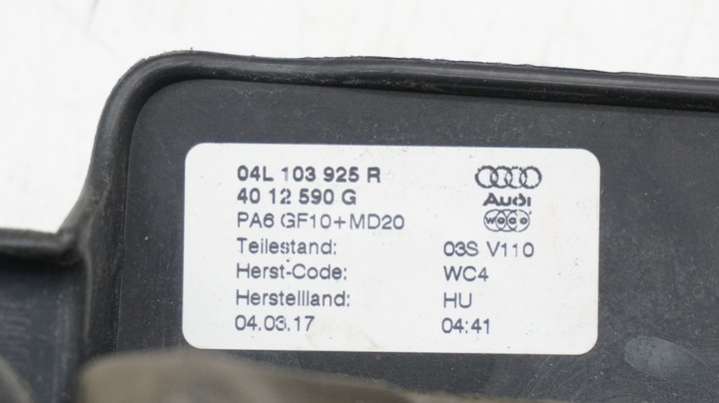 04L 103 925 R
40 12 590 G
Audi
PA6 GF10+MD20
Teilestand: 03S V110
Herst-Code: WC4
Herstellland: HU
04.03.17 04:41